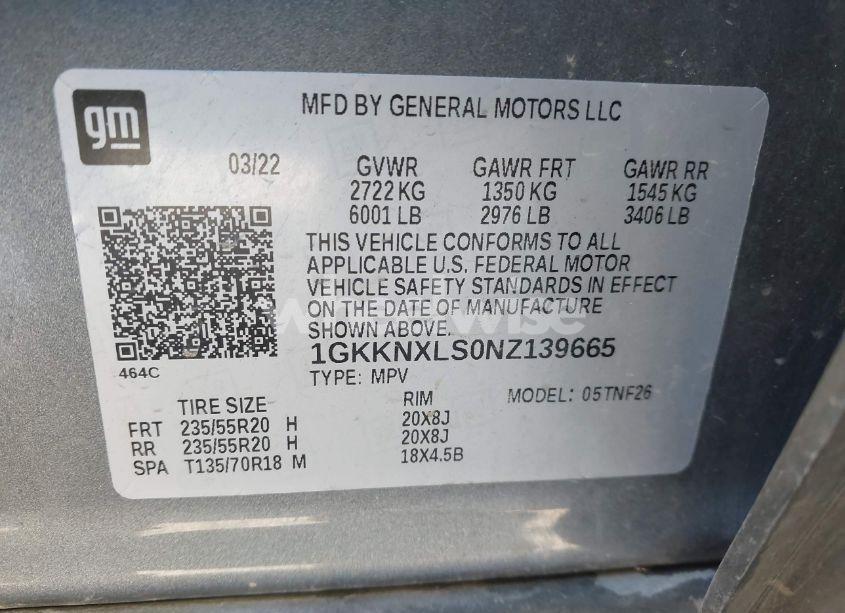 gm
MFD BY GENERAL MOTORS LLC
03/22 GVWR GAWR FRT GAWR RR
2722 KG 1350 KG 1545 KG
6001 LB 2976 LB 3406 LB
THIS VEHICLE CONFORMS TO ALL
APPLICABLE U.S. FEDERAL MOTOR
VEHICLE SAFETY STANDARDS IN EFFECT
ON THE DATE OF MANUFACTURE
SHOWN ABOVE.
1GKKNXLS0NZ139665
464C
TYPE: MPV
MODEL: 05TNF26
TIRE SIZE RIM
FRT 235/55R20 H 20X8J
RR 235/55R20 H 20X8J
SPA T135/70R18 M 18X4.5B